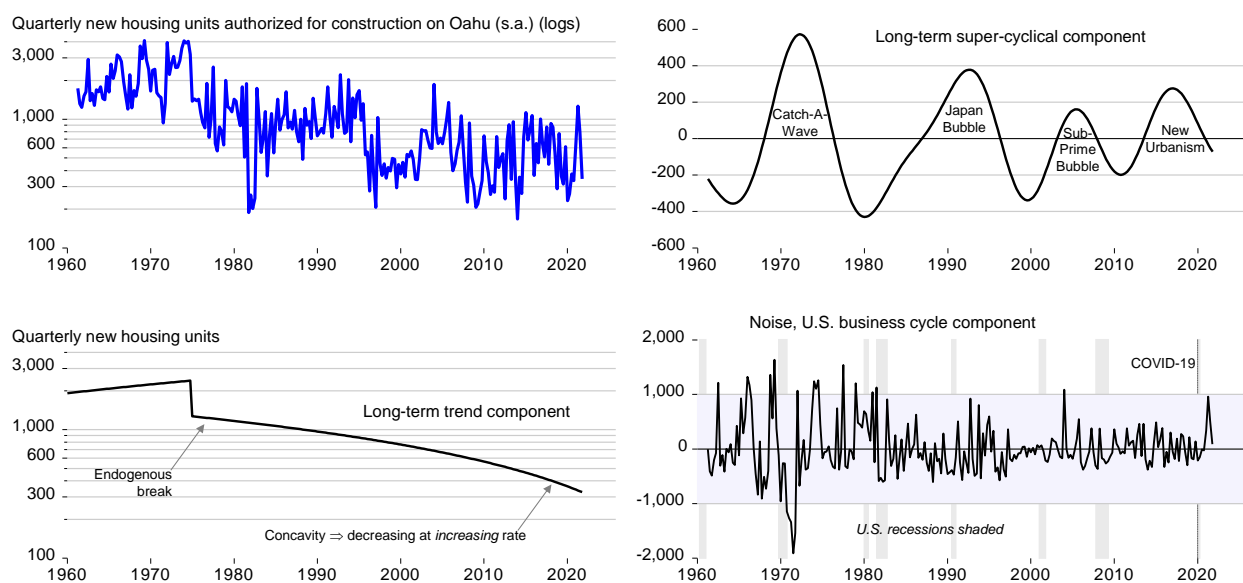 Quarterly new housing units authorized for construction on Oahu (s.a.) (logs)
3,000
1,000
600
300
100
1960 1970 1980 1990 2000 2010 2020
Long-term super-cyclical component
600
400
200
0
-200
-400
-600
Catch-A-
Wave
Japan
Bubble
Sub-
Prime
Bubble
New
Urbanism
1960 1970 1980 1990 2000 2010 2020
Quarterly new housing units
3,000
1,000
600
300
100
Long-term trend component
Endogenous
break
Concavity ⇒ decreasing at increasing rate
1960 1970 1980 1990 2000 2010 2020
Noise, U.S. business cycle component
2,000
1,000
0
-1,000
-2,000
COVID-19
U.S. recessions shaded
1960 1970 1980 1990 2000 2010 2020